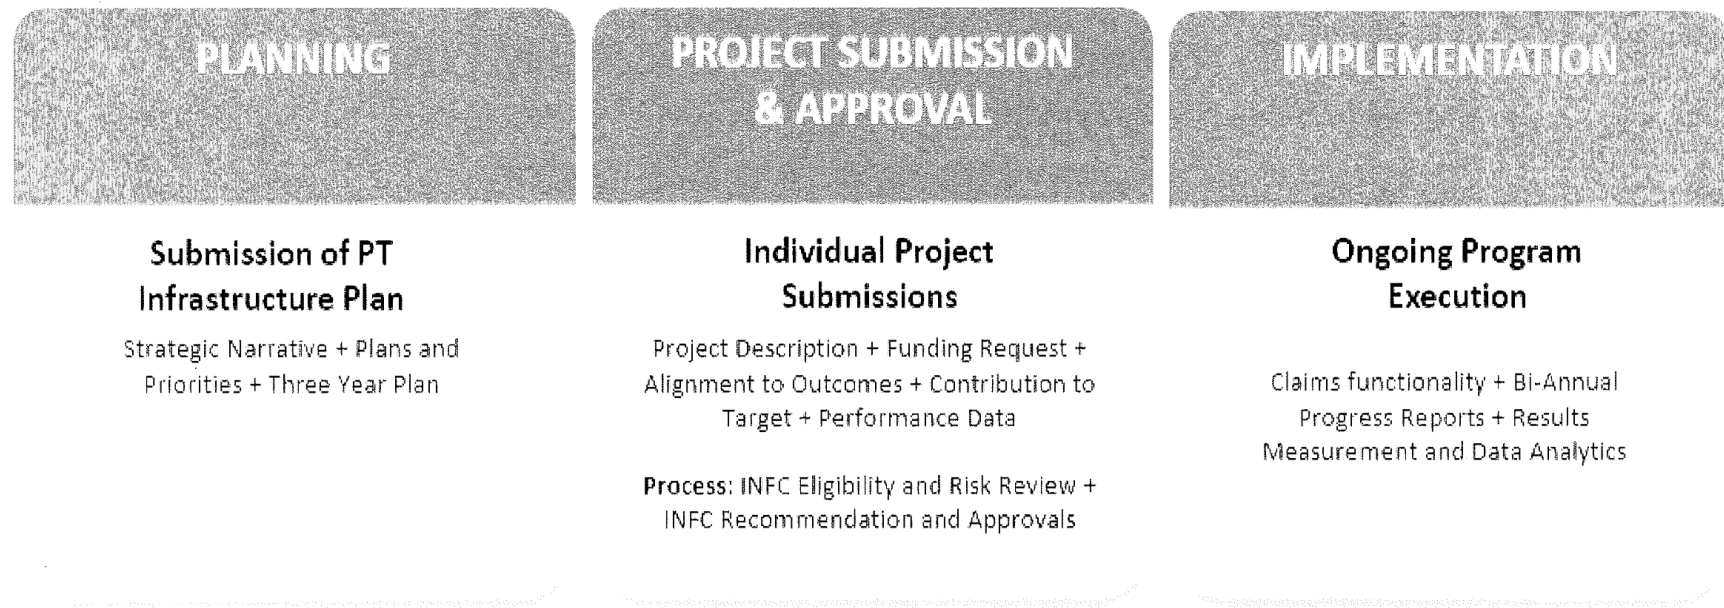 PLANNING
Submission of PT
Infrastructure Plan
Strategic Narrative + Plans and
Priorities + Three Year Plan
PROJECT SUBMISSION
& APPROVAL
Individual Project
Submissions
Project Description + Funding Request +
Alignment to Outcomes + Contribution to
Target + Performance Data
Process: INFC Eligibility and Risk Review +
INFC Recommendation and Approvals
IMPLEMENTATION
Ongoing Program
Execution
Claims functionality + Bi-Annual
Progress Reports + Results
Measurement and Data Analytics